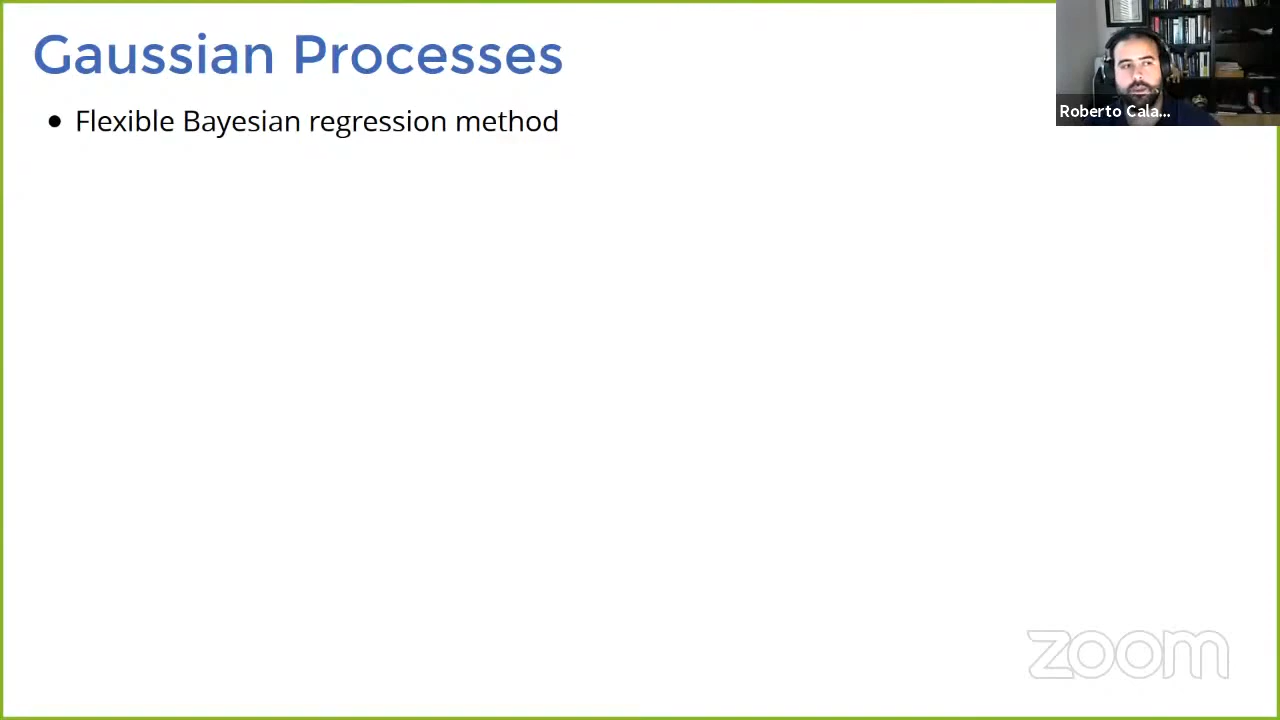 Gaussian Processes
• Flexible Bayesian regression method
Roberto Cala...
zoom